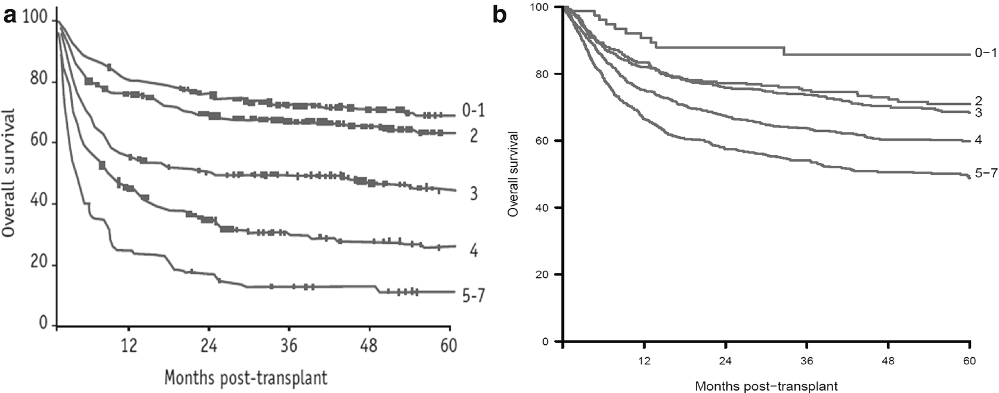 a
100
80
60
40
20
0
Overall survival
12 24 36 48 60
Months post-transplant
0-1
2
3
4
5-7
b
100
80
60
40
20
0
Overall survival
12 24 36 48 60
Months post−transplant
0−1
2
3
4
5−7